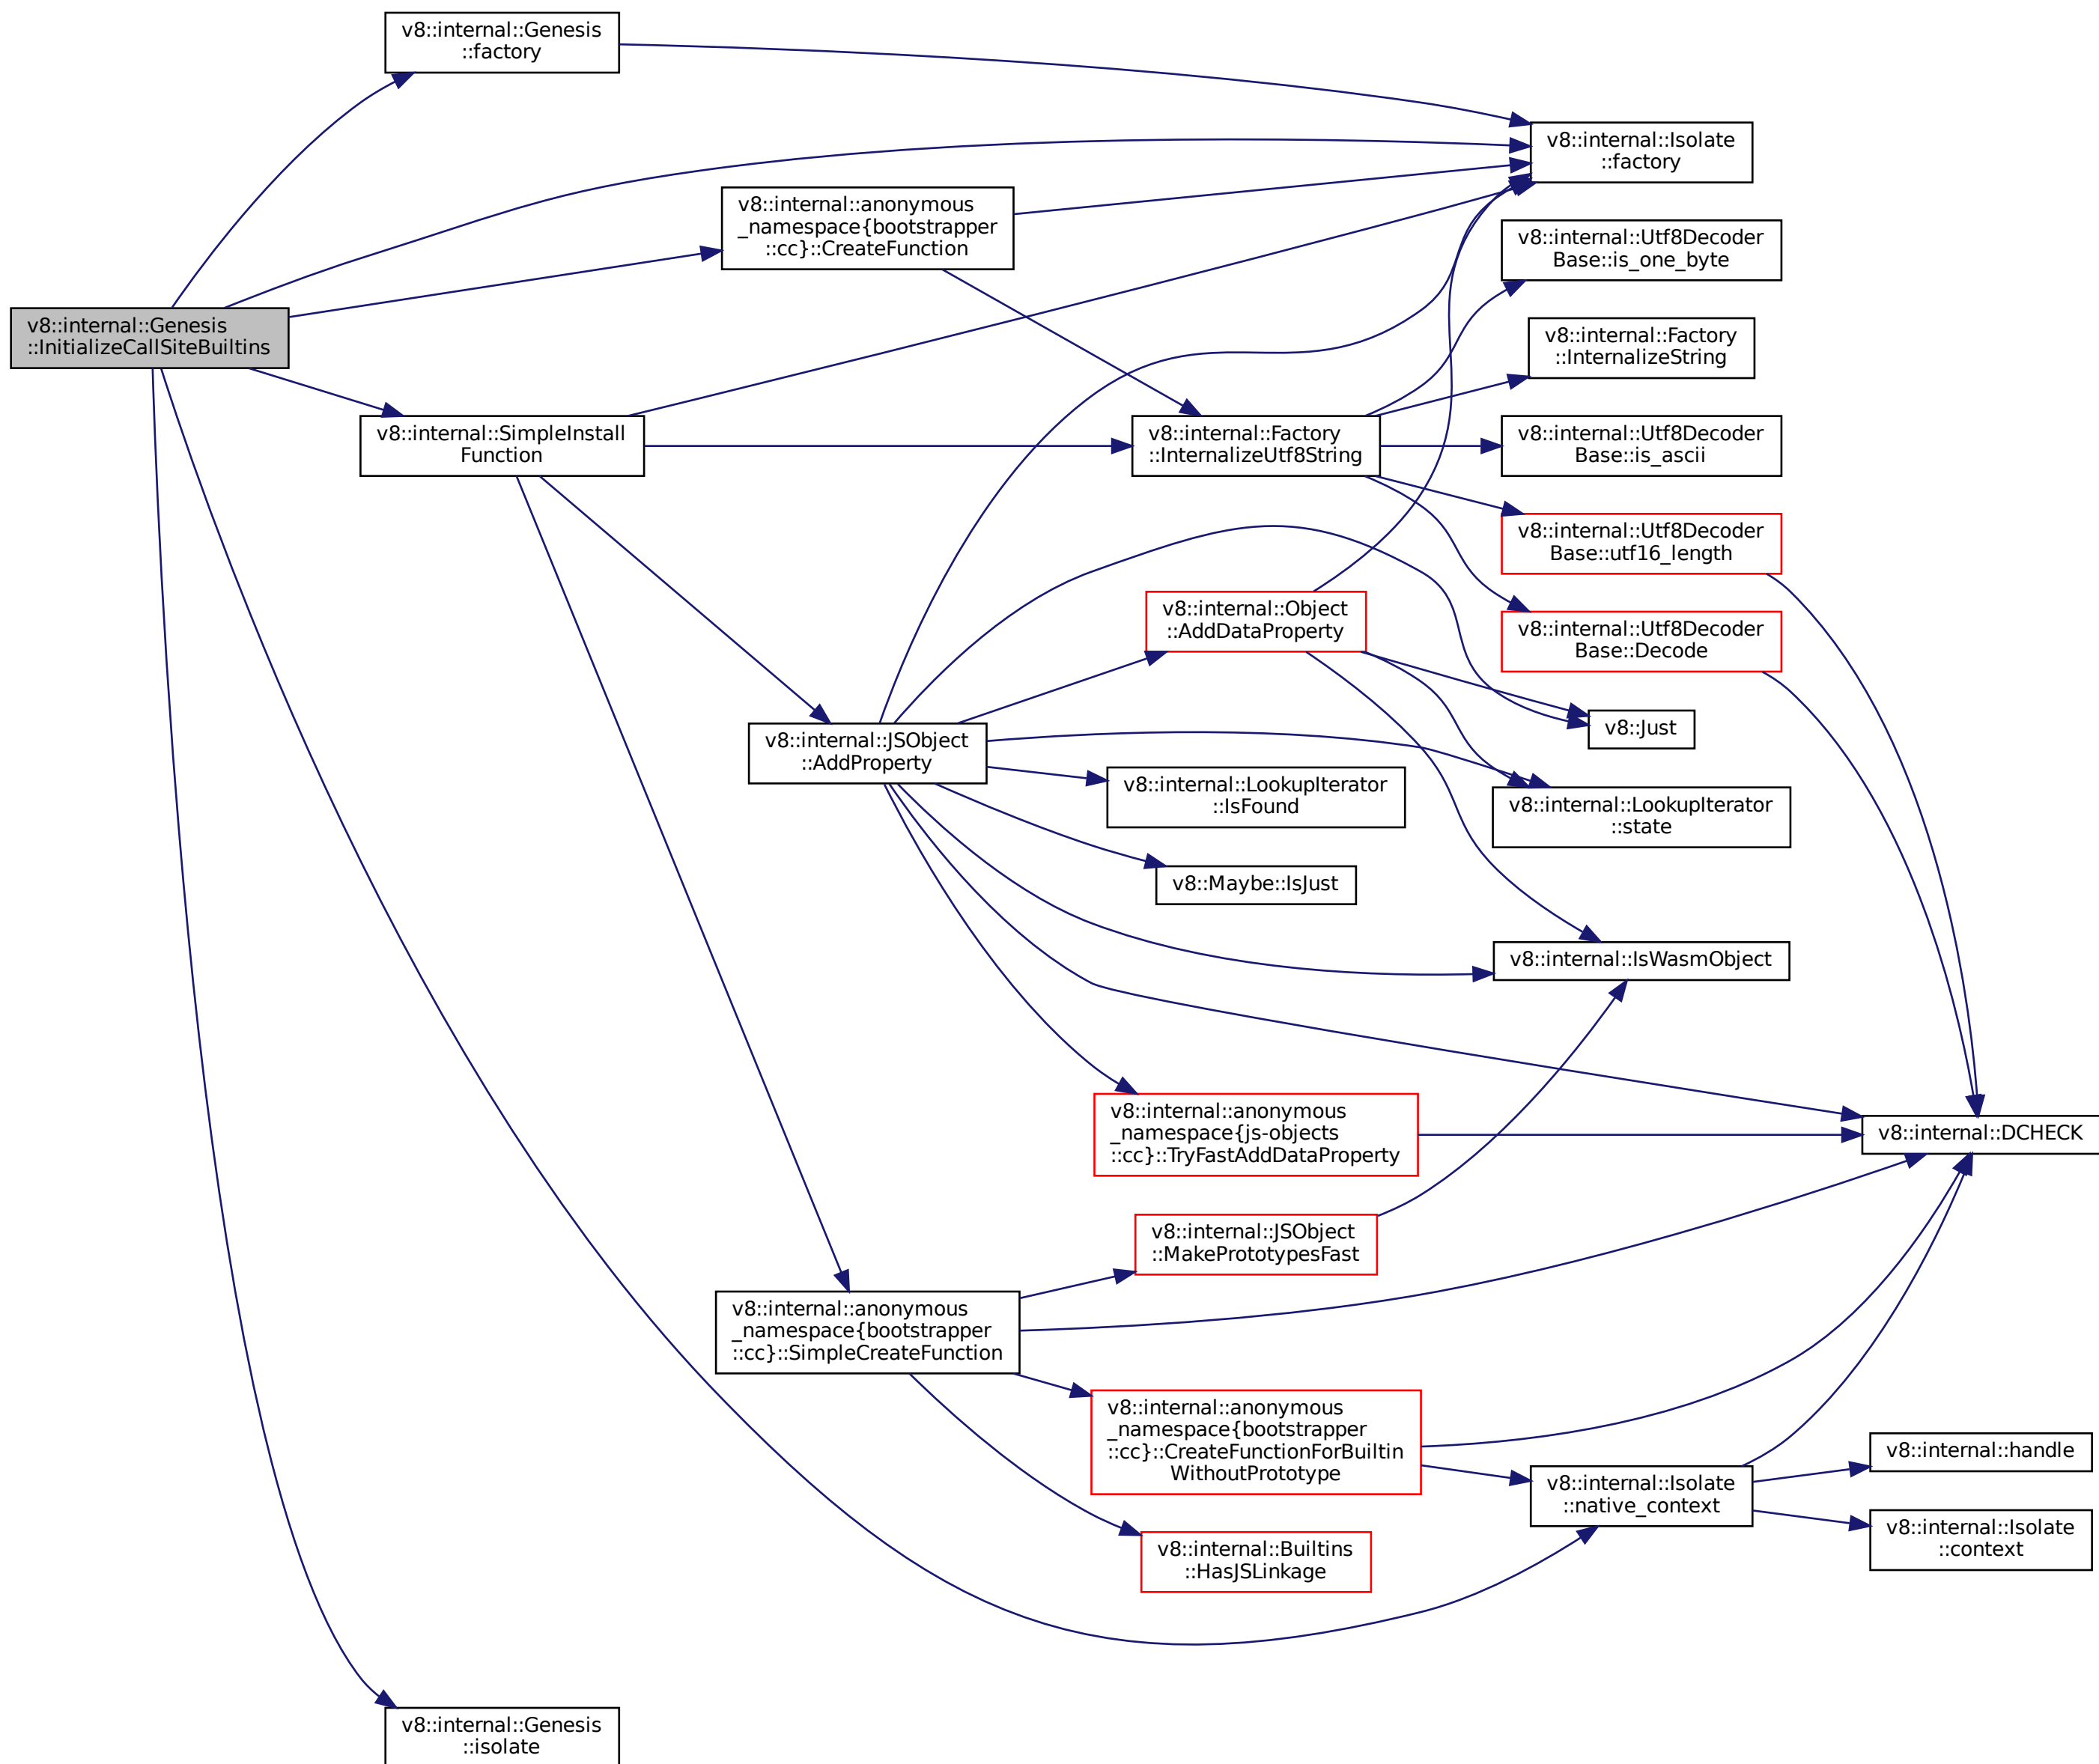 v8::internal::Genesis
::factory
v8::internal::Isolate
::factory
v8::internal::anonymous
_namespace{bootstrapper
::cc}::CreateFunction
v8::internal::Utf8Decoder
Base::is_one_byte
v8::internal::Genesis
::InitializeCallSiteBuiltins
v8::internal::Factory
::InternalizeString
v8::internal::SimpleInstall
Function
v8::internal::Factory
::InternalizeUtf8String
v8::internal::Utf8Decoder
Base::is_ascii
v8::internal::Utf8Decoder
Base::utf16_length
v8::internal::Object
::AddDataProperty
v8::internal::Utf8Decoder
Base::Decode
v8::Just
v8::internal::JSObject
::AddProperty
v8::internal::LookupIterator
::IsFound
v8::internal::LookupIterator
::state
v8::Maybe::IsJust
v8::internal::IsWasmObject
v8::internal::anonymous
_namespace{js-objects
::cc}::TryFastAddDataProperty
v8::internal::DCHECK
v8::internal::JSObject
::MakePrototypesFast
v8::internal::anonymous
_namespace{bootstrapper
::cc}::SimpleCreateFunction
v8::internal::anonymous
_namespace{bootstrapper
::cc}::CreateFunctionForBuiltin
WithoutPrototype
v8::internal::handle
v8::internal::Isolate
::native_context
v8::internal::Isolate
::context
v8::internal::Builtins
::HasJSLinkage
v8::internal::Genesis
::isolate